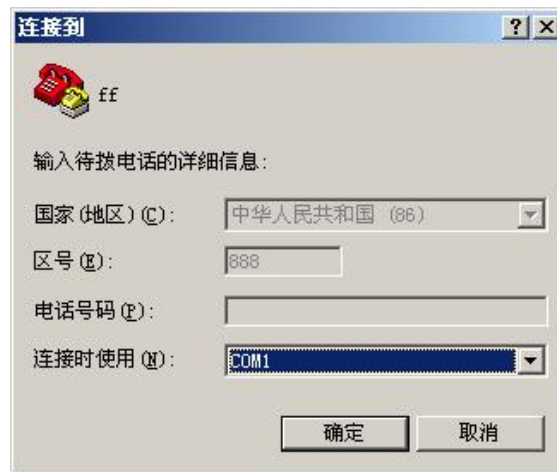 连接到
ff
输入待拨电话的详细信息:
国家(地区)(C): 中华人民共和国 (86)
区号(E): 888
电话号码(P):
连接时使用(N): COM1
确定 取消